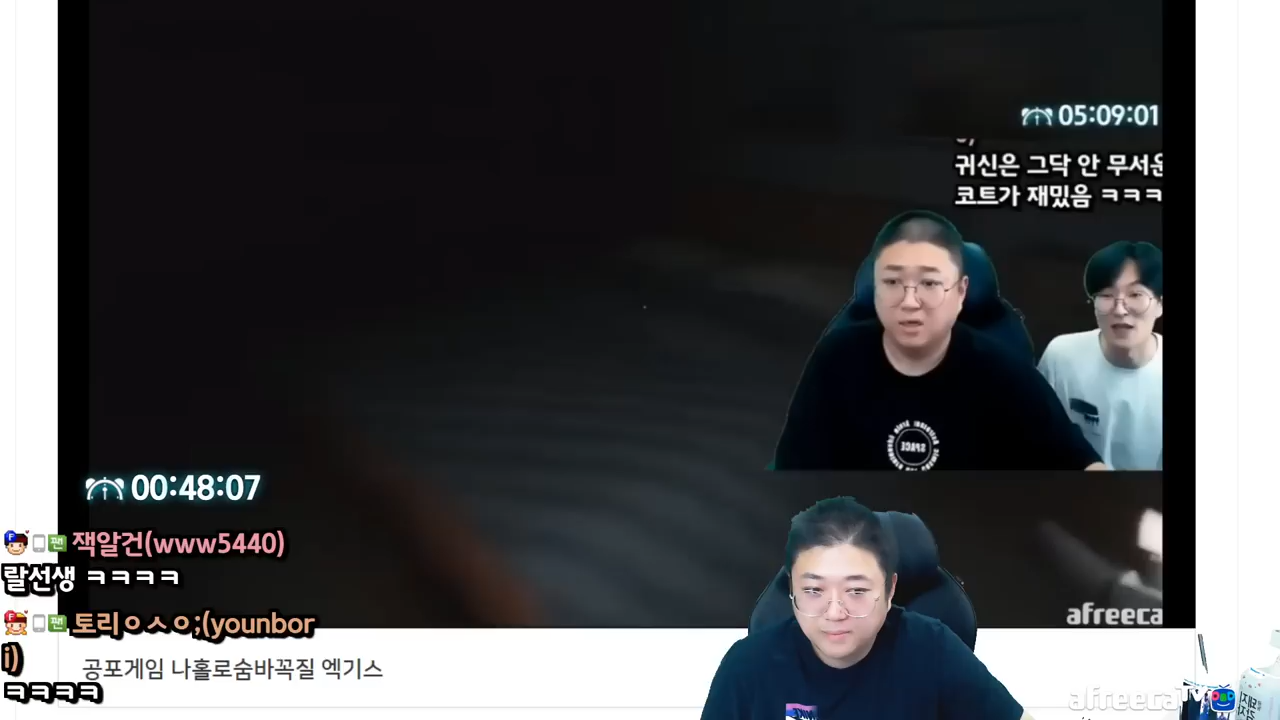 05:09:01
귀신은 그닥 안 무서운
코트가 재밌음 ㅋㅋㅋ
SPACE
00:48:07
잭알건(www5440)
랄선생 ㅋㅋㅋㅋ
토리ㅇㅅㅇ;(younbor
i)
ㅋㅋㅋㅋ
afreeca
공포게임 나홀로숨바꼭질 엑기스
afreecaTV